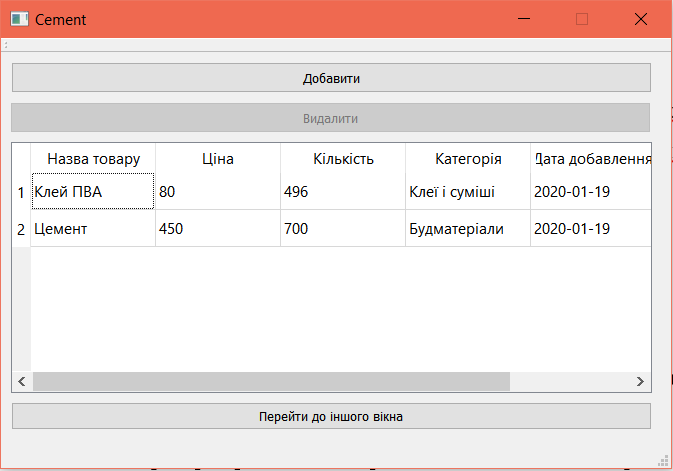 Cement
Добавити
Видалити
Назва товару Ціна Кількість Категорія Дата добавлення
1 Клей ПВА 80 496 Клеї і суміші 2020-01-19
2 Цемент 450 700 Будматеріали 2020-01-19
Перейти до іншого вікна